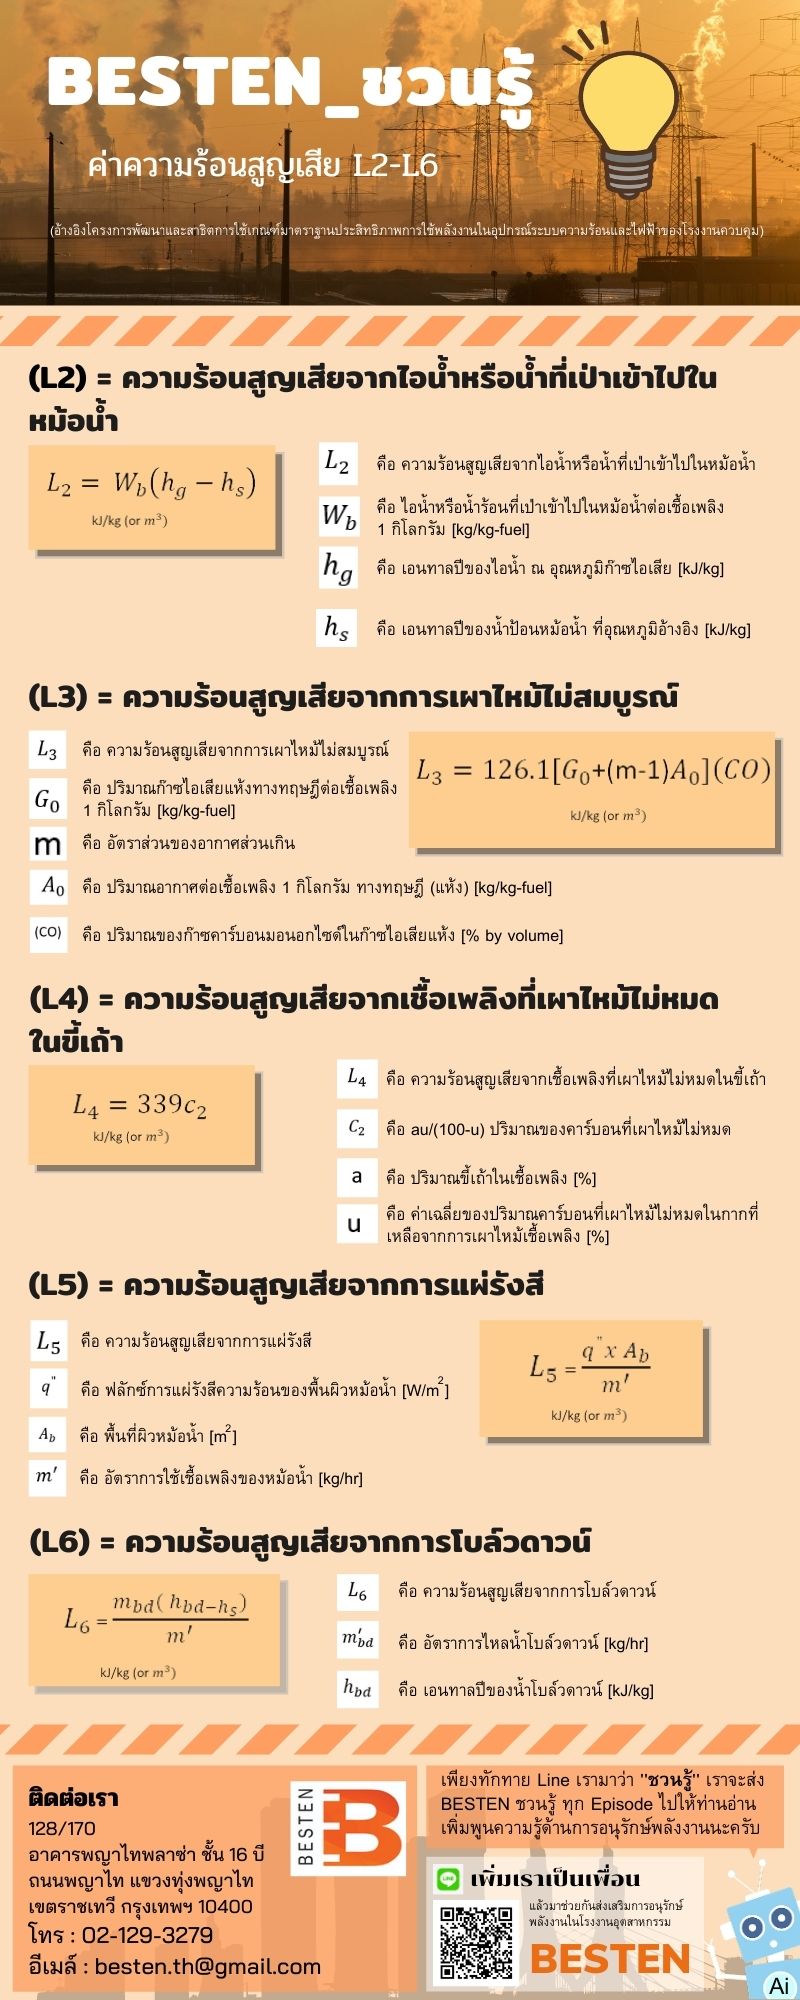 BESTEN_ชวนรู้
ค่าความร้อนสูญเสีย L2-L6
(อ้างอิงโครงการพัฒนาและสาธิตการใช้เกณฑ์มาตราฐานประสิทธิภาพการใช้พลังงานในอุปกรณ์ระบบความร้อนและไฟฟ้าของโรงงานควบคุม)
(L2) = ความร้อนสูญเสียจากไอน้ำหรือน้ำที่เป่าเข้าไปใน
หม้อน้ำ
L₂ = W_b(h_g − h_s)
kJ/kg (or m³)
L₂ คือ ความร้อนสูญเสียจากไอน้ำหรือน้ำที่เป่าเข้าไปในหม้อน้ำ
W_b คือ ไอน้ำหรือน้ำร้อนที่เป่าเข้าไปในหม้อน้ำต่อเชื้อเพลิง
1 กิโลกรัม [kg/kg-fuel]
h_g คือ เอนทาลปีของไอน้ำ ณ อุณหภูมิก๊าซไอเสีย [kJ/kg]
h_s คือ เอนทาลปีของน้ำป้อนหม้อน้ำ ที่อุณหภูมิอ้างอิง [kJ/kg]
(L3) = ความร้อนสูญเสียจากการเผาไหม้ไม่สมบูรณ์
L₃ คือ ความร้อนสูญเสียจากการเผาไหม้ไม่สมบูรณ์
G₀ คือ ปริมาณก๊าซไอเสียแห้งทางทฤษฎีต่อเชื้อเพลิง
1 กิโลกรัม [kg/kg-fuel]
m คือ อัตราส่วนของอากาศส่วนเกิน
A₀ คือ ปริมาณอากาศต่อเชื้อเพลิง 1 กิโลกรัม ทางทฤษฎี (แห้ง) [kg/kg-fuel]
(CO) คือ ปริมาณของก๊าซคาร์บอนมอนอกไซด์ในก๊าซไอเสียแห้ง [% by volume]
L₃ = 126.1[G₀+(m-1)A₀](CO)
kJ/kg (or m³)
(L4) = ความร้อนสูญเสียจากเชื้อเพลิงที่เผาไหม้ไม่หมด
ในขี้เถ้า
L₄ = 339c₂
kJ/kg (or m³)
L₄ คือ ความร้อนสูญเสียจากเชื้อเพลิงที่เผาไหม้ไม่หมดในขี้เถ้า
C₂ คือ au/(100-u) ปริมาณของคาร์บอนที่เผาไหม้ไม่หมด
a คือ ปริมาณขี้เถ้าในเชื้อเพลิง [%]
u คือ ค่าเฉลี่ยของปริมาณคาร์บอนที่เผาไหม้ไม่หมดในกากที่
เหลือจากการเผาไหม้เชื้อเพลิง [%]
(L5) = ความร้อนสูญเสียจากการแผ่รังสี
L₅ คือ ความร้อนสูญเสียจากการแผ่รังสี
q" คือ ฟลักซ์การแผ่รังสีความร้อนของพื้นผิวหม้อน้ำ [W/m²]
A_b คือ พื้นที่ผิวหม้อน้ำ [m²]
m′ คือ อัตราการใช้เชื้อเพลิงของหม้อน้ำ [kg/hr]
L₅ = q" x A_b / m′
kJ/kg (or m³)
(L6) = ความร้อนสูญเสียจากการโบล์วดาวน์
L₆ = m_bd( h_bd−h_s) / m′
kJ/kg (or m³)
L₆ คือ ความร้อนสูญเสียจากการโบล์วดาวน์
m′_bd คือ อัตราการไหลน้ำโบล์วดาวน์ [kg/hr]
h_bd คือ เอนทาลปีของน้ำโบล์วดาวน์ [kJ/kg]
ติดต่อเรา
128/170
อาคารพญาไทพลาซ่า ชั้น 16 บี
ถนนพญาไท แขวงทุ่งพญาไท
เขตราชเทวี กรุงเทพฯ 10400
โทร : 02-129-3279
อีเมล์ : besten.th@gmail.com
BESTEN
B
เพียงทักทาย Line เรามาว่า "ชวนรู้" เราจะส่ง
BESTEN ชวนรู้ ทุก Episode ไปให้ท่านอ่าน
เพิ่มพูนความรู้ด้านการอนุรักษ์พลังงานนะครับ
LINE เพิ่มเราเป็นเพื่อน
แล้วมาช่วยกันส่งเสริมการอนุรักษ์
พลังงานในโรงงานอุตสาหกรรม
BESTEN
Ai